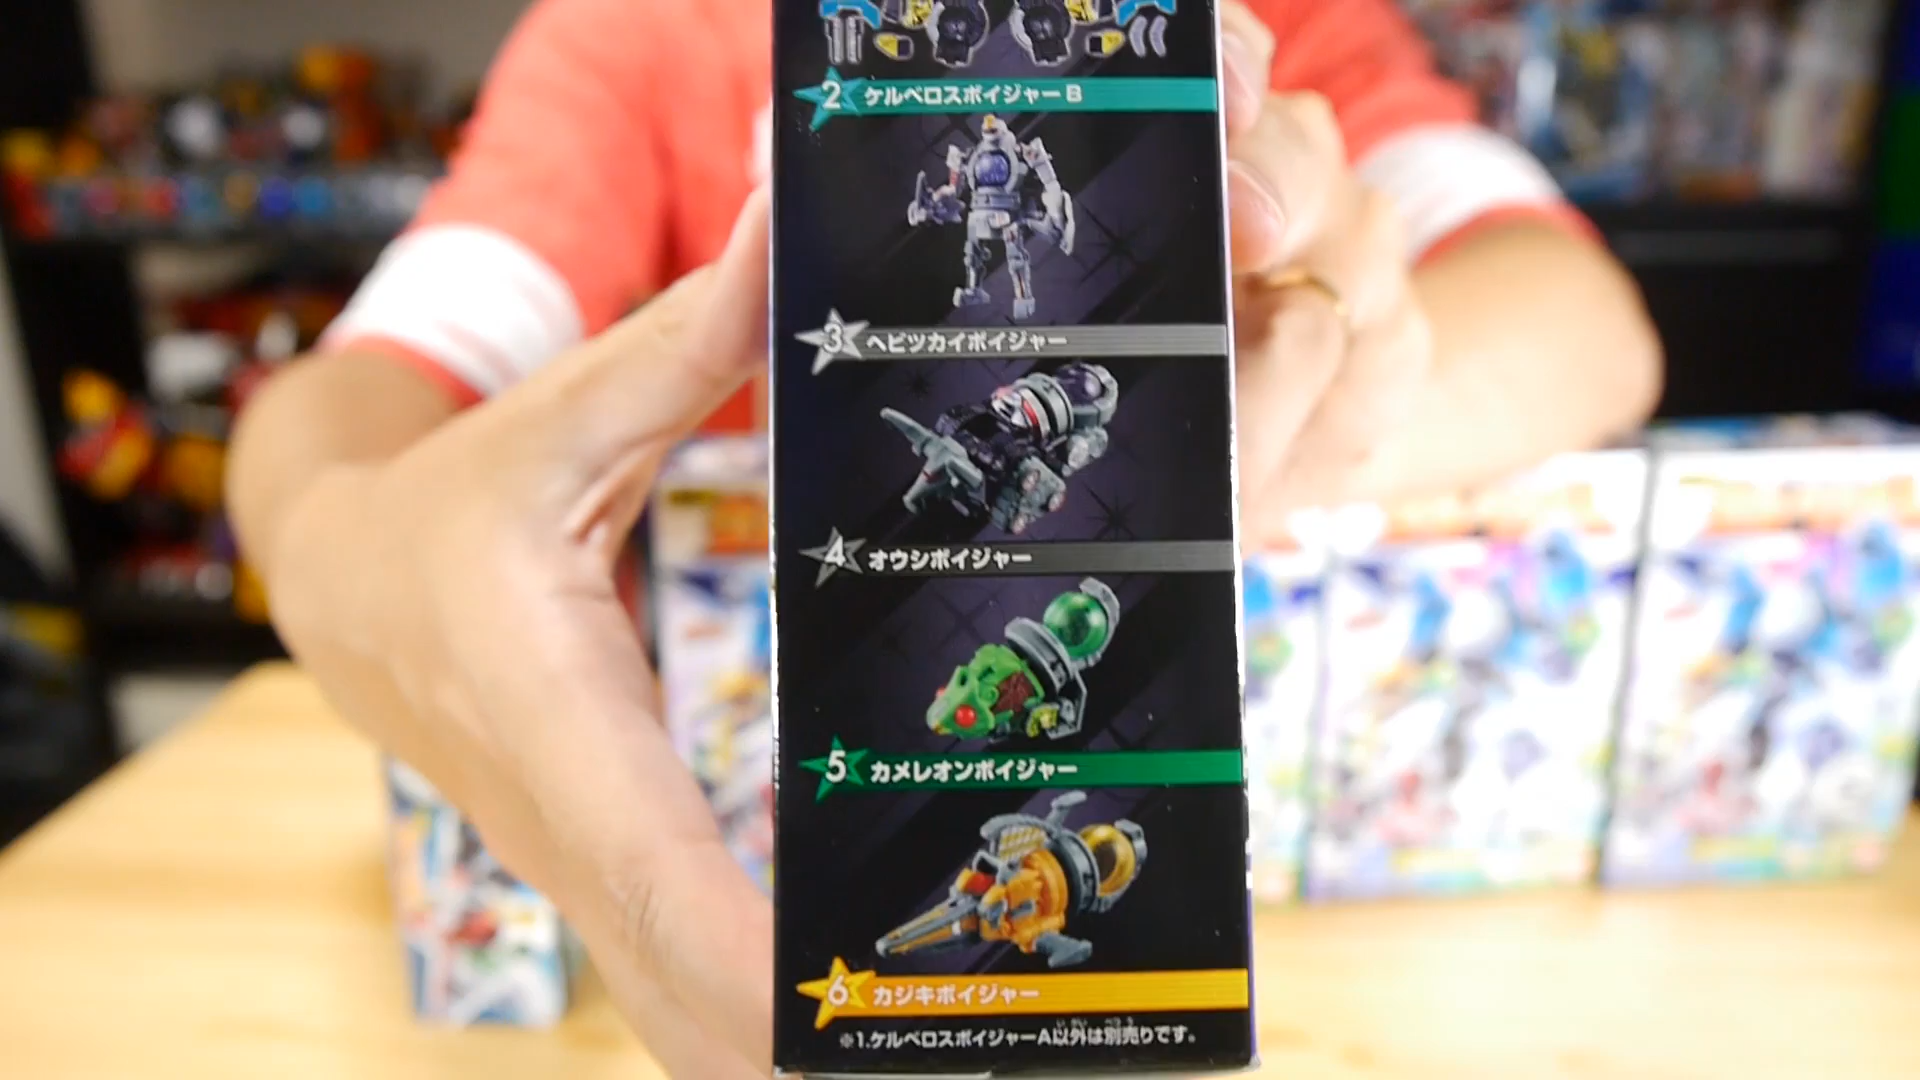 2 ケルベロスボイジャーB
3 ヘビツカイボイジャー
4 オウシボイジャー
5 カメレオンボイジャー
6 カジキボイジャー
※1.ケルベロスボイジャーA以外は別売りです。